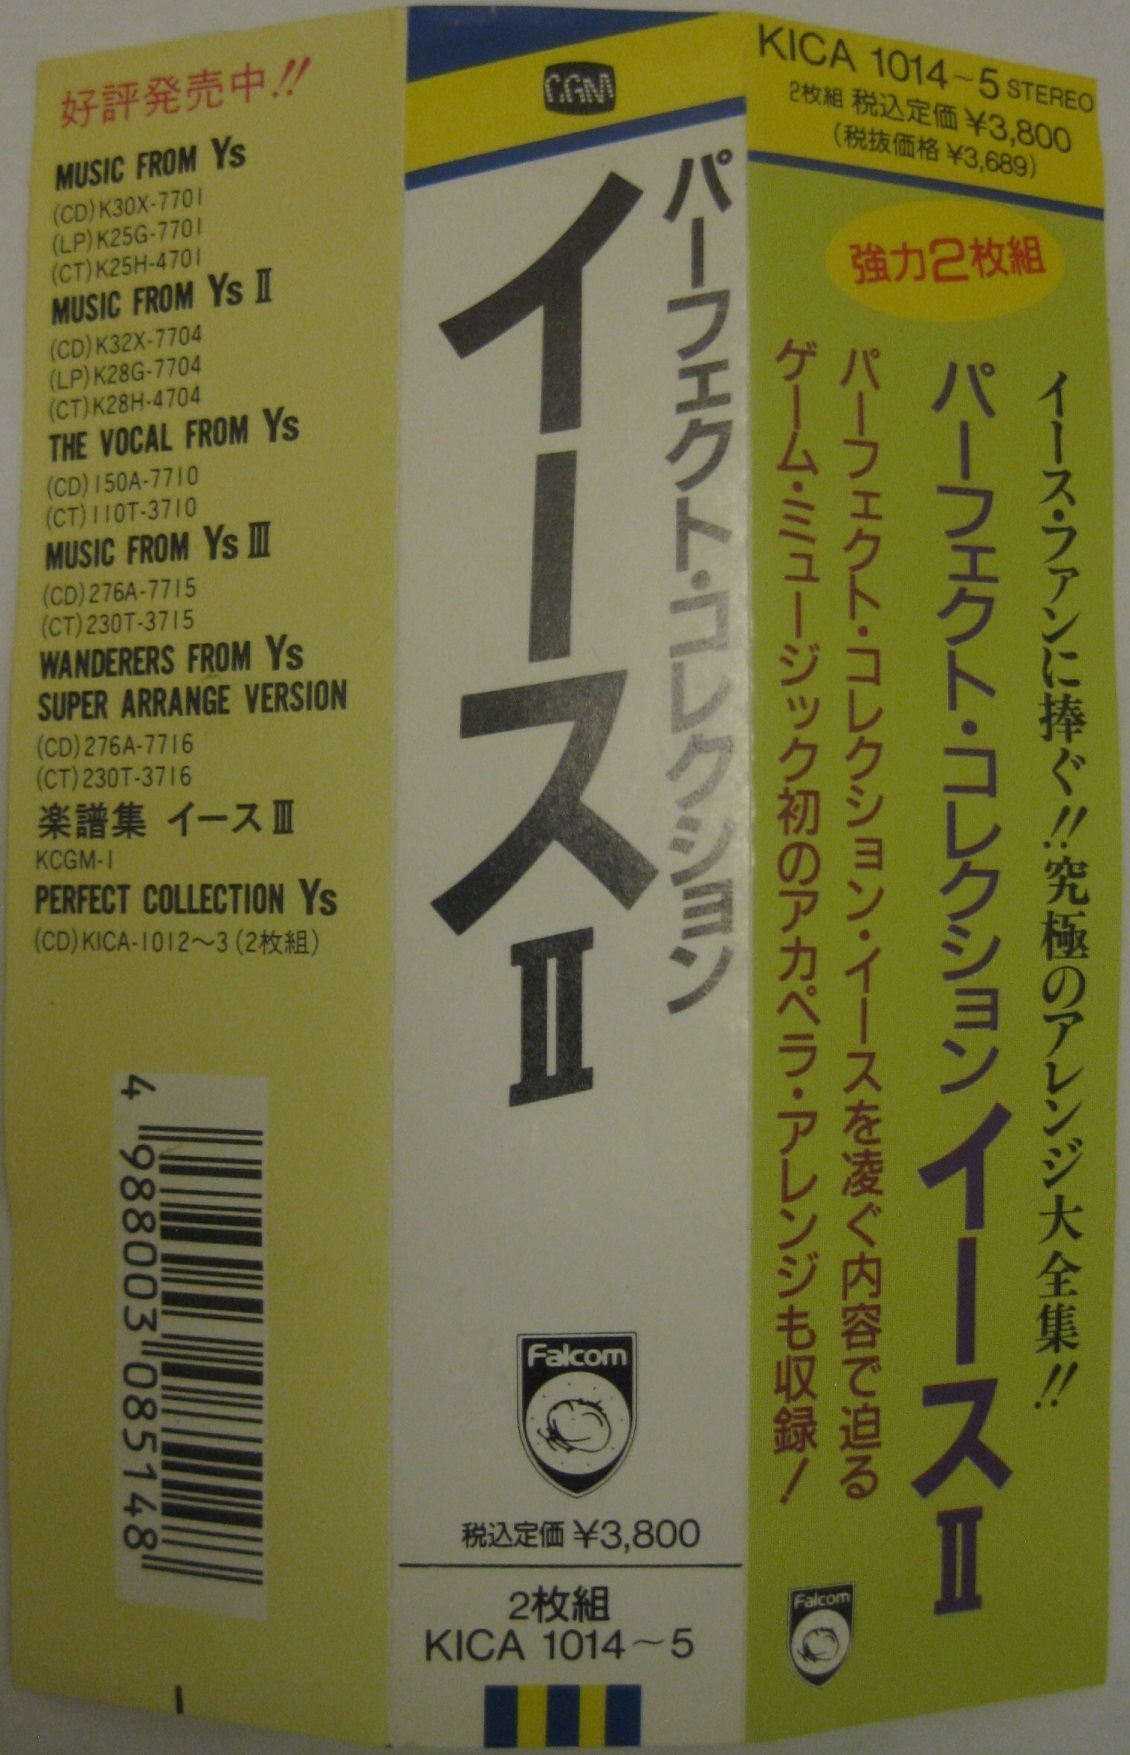 好評発売中!!
MUSIC FROM Ys
(CD)K30X-7701
(LP)K25G-7701
(CT)K25H-4701
MUSIC FROM Ys II
(CD)K32X-7704
(LP)K28G-7704
(CT)K28H-4704
THE VOCAL FROM Ys
(CD)150A-7710
(CT)110T-3710
MUSIC FROM Ys III
(CD)276A-7715
(CT)230T-3715
WANDERERS FROM Ys
SUPER ARRANGE VERSION
(CD)276A-7716
(CT)230T-3716
楽譜集 イースIII
KCGM-1
PERFECT COLLECTION Ys
(CD)KICA-1012～3(2枚組)
4 988003 085148
CGM
パーフェクト・コレクション
イースII
Falcom
税込定価 ¥3,800
2枚組
KICA 1014～5
KICA 1014～5 STEREO
2枚組 税込定価 ¥3,800
(税抜価格 ¥3,689)
強力2枚組
イース・ファンに捧ぐ!!究極のアレンジ大全集!!
パーフェクト・コレクション イースII
パーフェクト・コレクション・イースを凌ぐ内容で迫る
ゲーム・ミュージック初のアカペラ・アレンジも収録!
Falcom